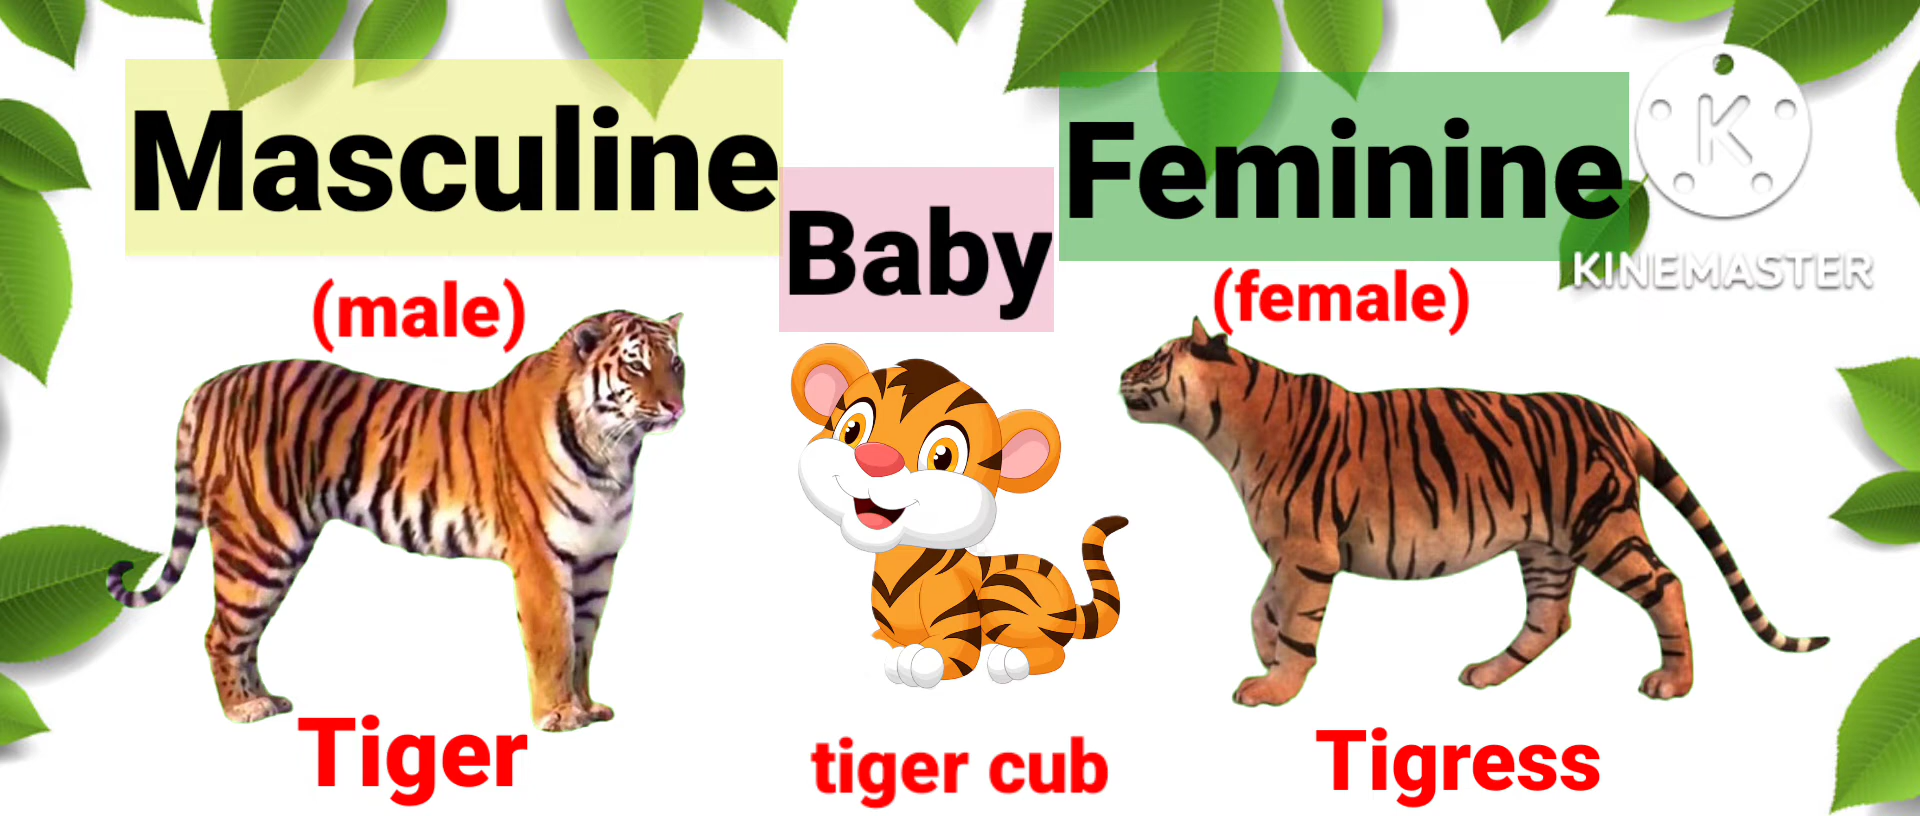 Masculine
Baby
Feminine
(male)
(female)
K
KINEMASTER
Tiger
tiger cub
Tigress